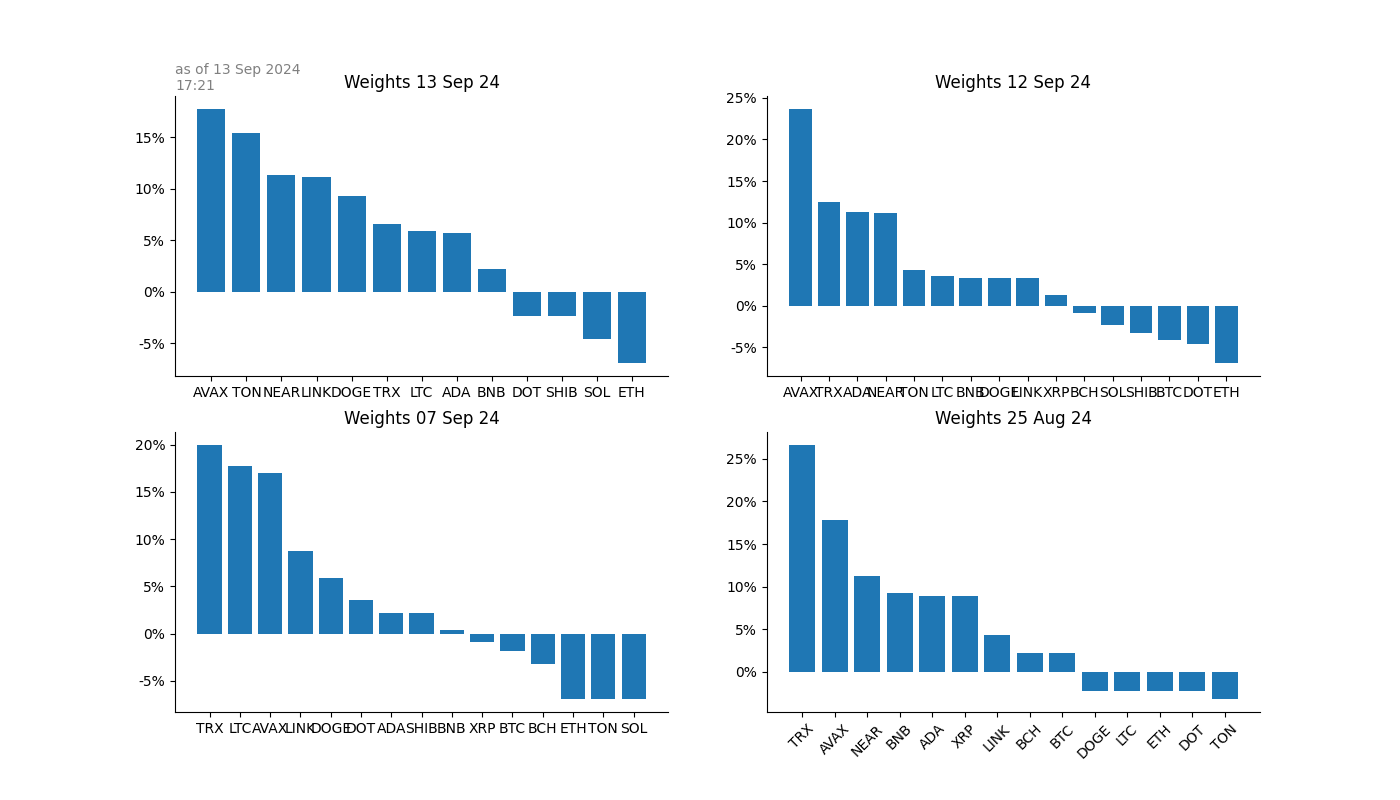 as of 13 Sep 2024
17:21
Weights 13 Sep 24
15%
10%
5%
0%
-5%
AVAX TON NEAR LINK DOGE TRX LTC ADA BNB DOT SHIB SOL ETH
Weights 12 Sep 24
25%
20%
15%
10%
5%
0%
-5%
AVAX TRX ADA NEAR TON LTC BNB DOGE LINK XRP BCH SOL SHIB BTC DOT ETH
Weights 07 Sep 24
20%
15%
10%
5%
0%
-5%
TRX LTC AVAX LINK DOGE DOT ADA SHIB BNB XRP BTC BCH ETH TON SOL
Weights 25 Aug 24
25%
20%
15%
10%
5%
0%
TRX AVAX NEAR BNB ADA XRP LINK BCH BTC DOGE LTC ETH DOT TON